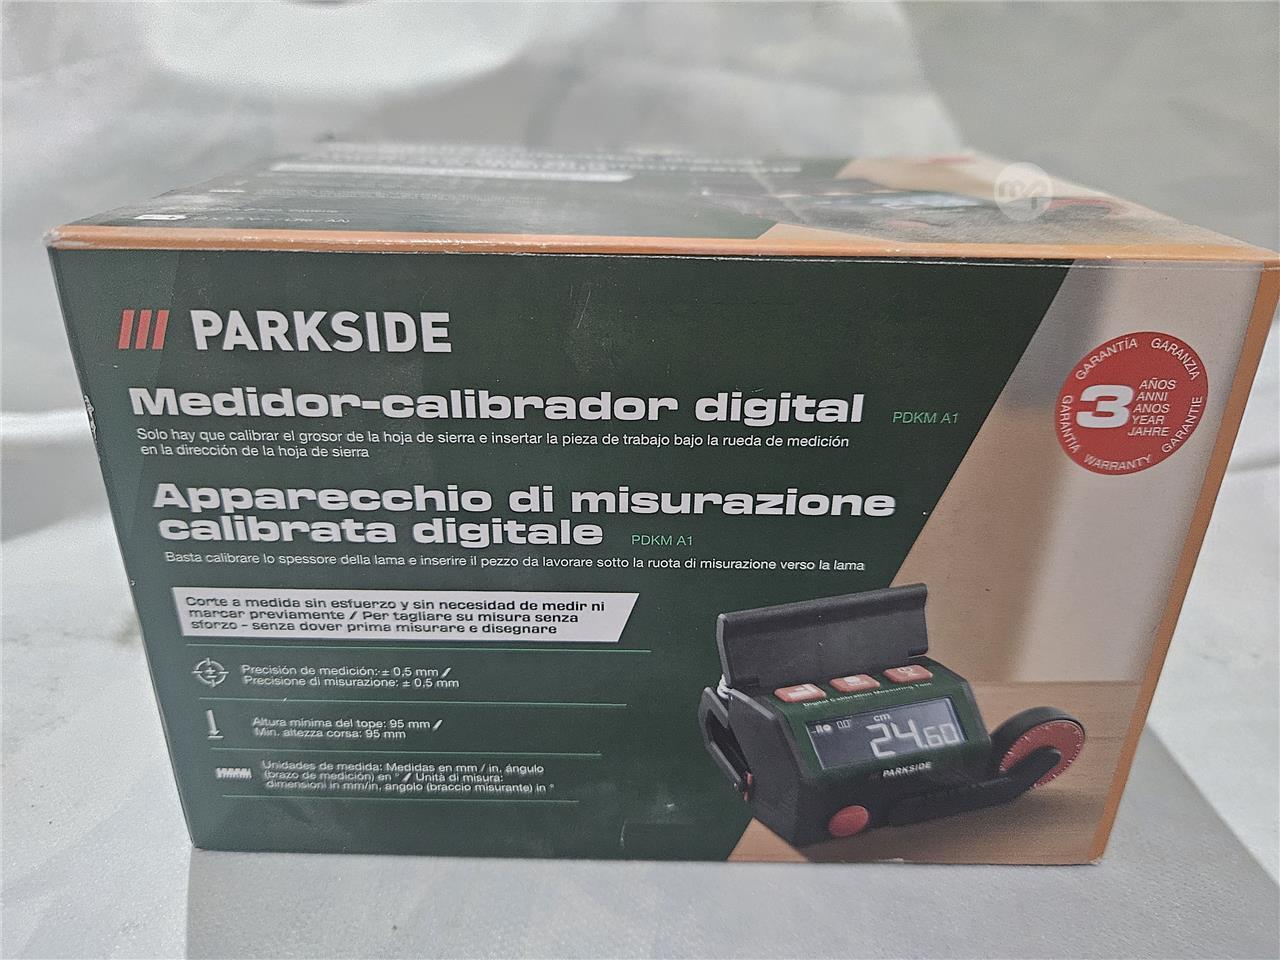 PARKSIDE
Medidor-calibrador digital PDKM A1
Solo hay que calibrar el grosor de la hoja de sierra e insertar la pieza de trabajo bajo la rueda de medición
en la dirección de la hoja de sierra
Apparecchio di misurazione
calibrata digitale PDKM A1
Basta calibrare lo spessore della lama e inserire il pezzo da lavorare sotto la ruota di misurazione verso la lama
Corte a medida sin esfuerzo y sin necesidad de medir ni
marcar previamente / Per tagliare su misura senza
sforzo - senza dover prima misurare e disegnare
Precisión de medición: ± 0,5 mm /
Precisione di misurazione: ± 0,5 mm
Altura mínima del tope: 95 mm /
Min. altezza corsa: 95 mm
Unidades de medida: Medidas en mm / in, ángulo
(brazo de medición) en ° / Unità di misura:
dimensioni in mm/in, angolo (braccio misurante) in °
GARANTÍA GARANZIA
GARANTIA WARRANTY GARANTIE
3
AÑOS
ANNI
ANOS
YEAR
JAHRE
Digital Calibration Measuring Tool
0.0°
cm
24.60
PARKSIDE